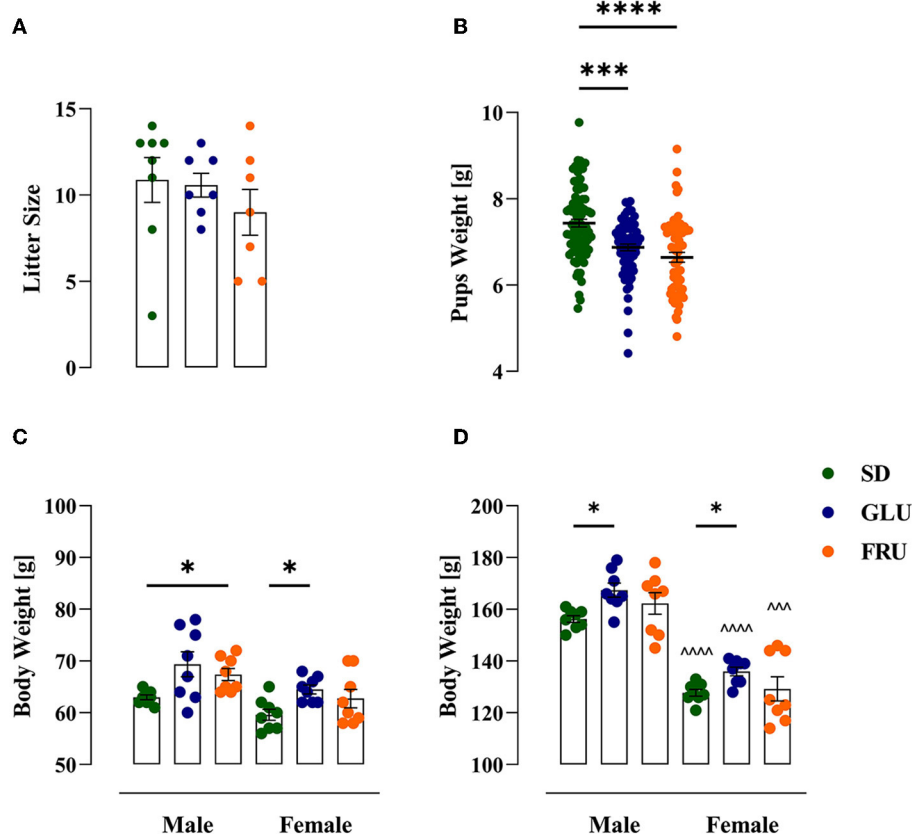 A
Litter Size
15
10
5
0
B
****
***
Pups Weight [g]
10
8
6
4
C
Body Weight [g]
100
90
80
70
60
50
*
*
Male
Female
D
Body Weight [g]
200
180
160
140
120
100
*
*
^^^^
^^^^
^^^
Male
Female
SD
GLU
FRU